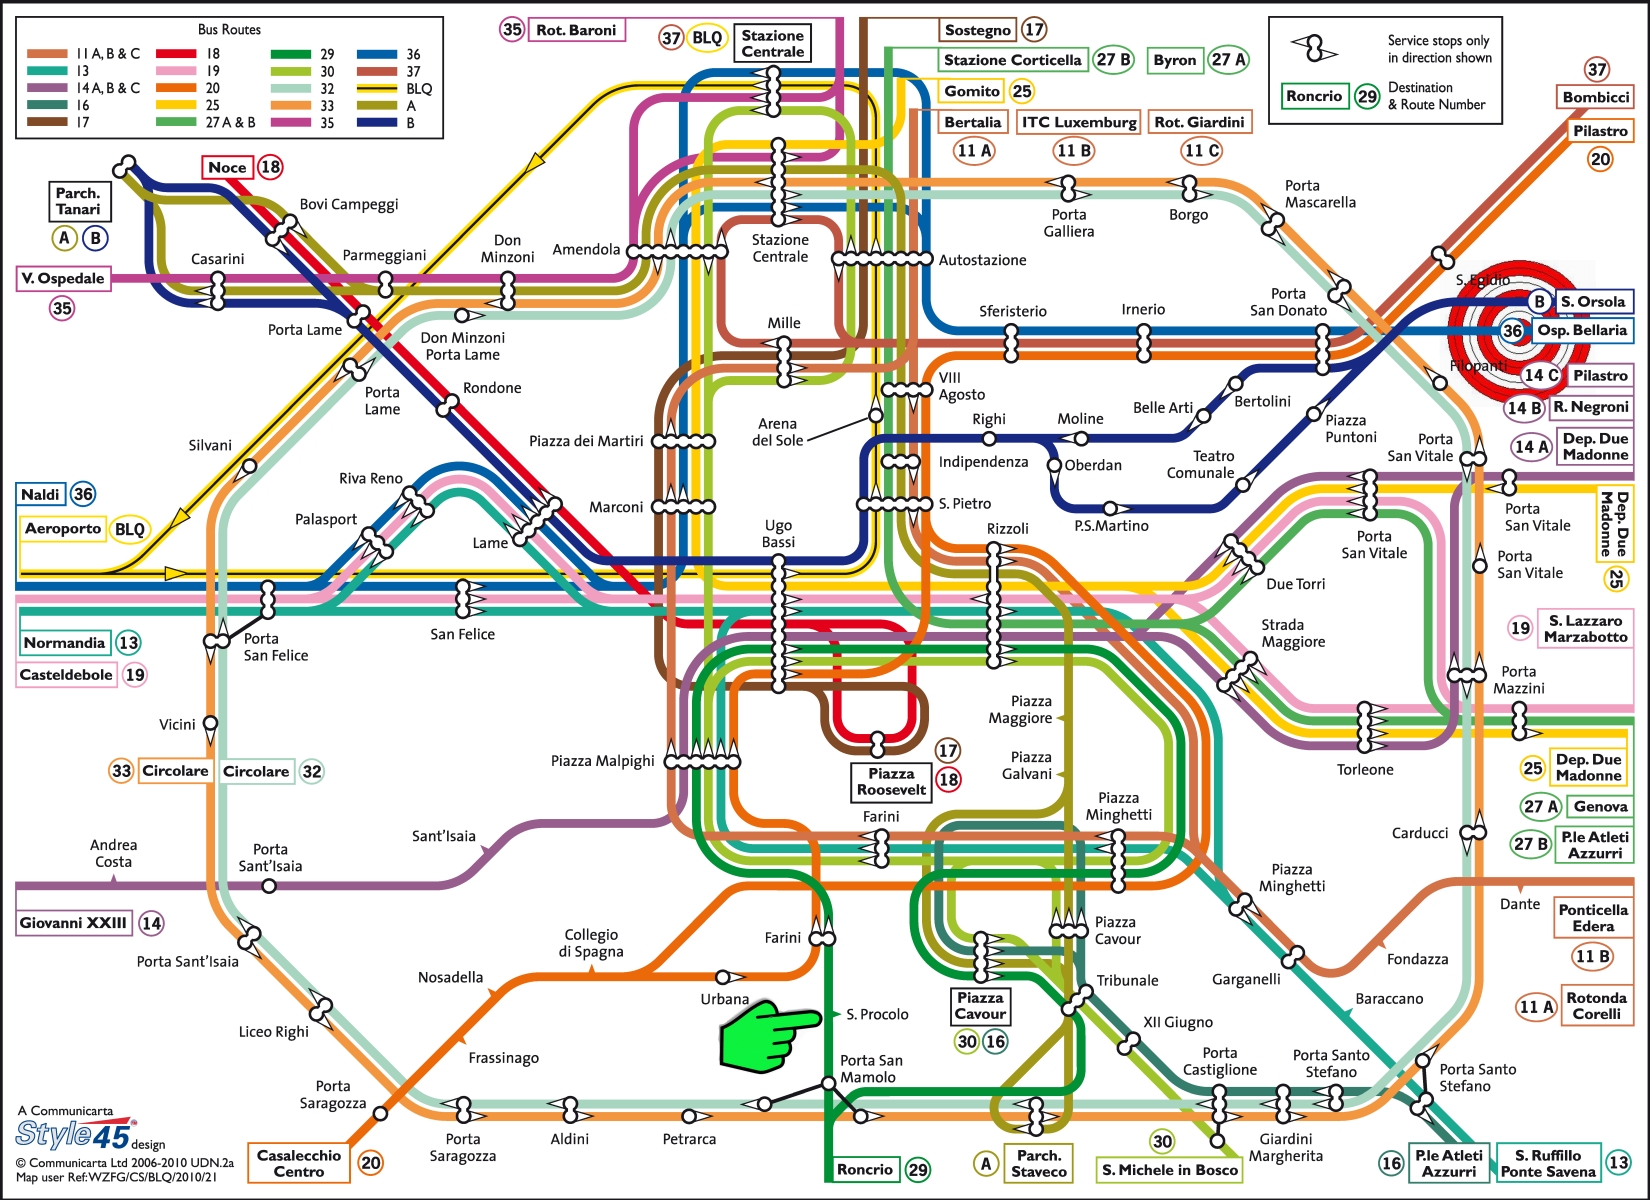 Bus Routes
11A, B & C
13
14A, B & C
16
17
18
19
20
25
27A & B
29
30
32
33
35
36
37
BLQ
A
B
35
Rot. Baroni
37
BLQ
Stazione
Centrale
Sostegno
17
Stazione Corticella
27 B
Byron
27 A
Gomito
25
Bertalia
ITC Luxemburg
Rot. Giardini
11 A
11 B
11 C
Service stops only
in direction shown
Roncrio
29
Destination
& Route Number
37
Bombicci
Pilastro
20
Noce
18
Parch.
Tanari
A
B
Bovi Campeggi
Casarini
Parmeggiani
Don
Minzoni
Amendola
Stazione
Centrale
Autostazione
Porta
Galliera
Borgo
Porta
Mascarella
V. Ospedale
35
Porta Lame
Don Minzoni
Porta Lame
Mille
Sferisterio
Irnerio
Porta
San Donato
S. Egidio
B
S. Orsola
36
Osp. Bellaria
Filopanti
14 C
Pilastro
14 B
R. Negroni
14 A
Dep. Due
Madonne
Porta
Lame
Rondone
VIII
Agosto
Arena
del Sole
Righi
Moline
Belle Arti
Bertolini
Piazza
Puntoni
Porta
San Vitale
Silvani
Piazza dei Martiri
Indipendenza
Oberdan
Teatro
Comunale
Naldi
36
Riva Reno
Aeroporto
BLQ
Palasport
Lame
Marconi
Ugo
Bassi
S. Pietro
Rizzoli
P.S.Martino
Porta
San Vitale
Porta
San Vitale
Dep. Due
Madonne
25
Due Torri
Porta
San Vitale
Normandia
13
Casteldebole
19
Porta
San Felice
San Felice
Strada
Maggiore
19
S. Lazzaro
Marzabotto
Porta
Mazzini
Vicini
33
Circolare
Circolare
32
Piazza Malpighi
Piazza
Roosevelt
17
18
Piazza
Maggiore
Piazza
Galvani
Torleone
25
Dep. Due
Madonne
27 A
Genova
27 B
P.le Atleti
Azzurri
Andrea
Costa
Porta
Sant'Isaia
Sant'Isaia
Farini
Piazza
Minghetti
Carducci
Piazza
Minghetti
Giovanni XXIII
14
Porta Sant'Isaia
Collegio
di Spagna
Farini
Piazza
Cavour
Dante
Ponticella
Edera
11 B
Fondazza
Nosadella
Urbana
Tribunale
Garganelli
Baraccano
11 A
Rotonda
Corelli
Liceo Righi
Frassinago
S. Procolo
Piazza
Cavour
30
16
XII Giugno
Porta San
Mamolo
Porta
Castiglione
Porta Santo
Stefano
Porta Santo
Stefano
Porta
Saragozza
Porta
Saragozza
Aldini
Petrarca
Giardini
Margherita
A Communicarta
Style45
design
© Communicarta Ltd 2006-2010 UDN.2a
Map user Ref:WZFG/CS/BLQ/2010/21
Casalecchio
Centro
20
Roncrio
29
A
Parch.
Staveco
30
S. Michele in Bosco
16
P.le Atleti
Azzurri
S. Ruffillo
Ponte Savena
13